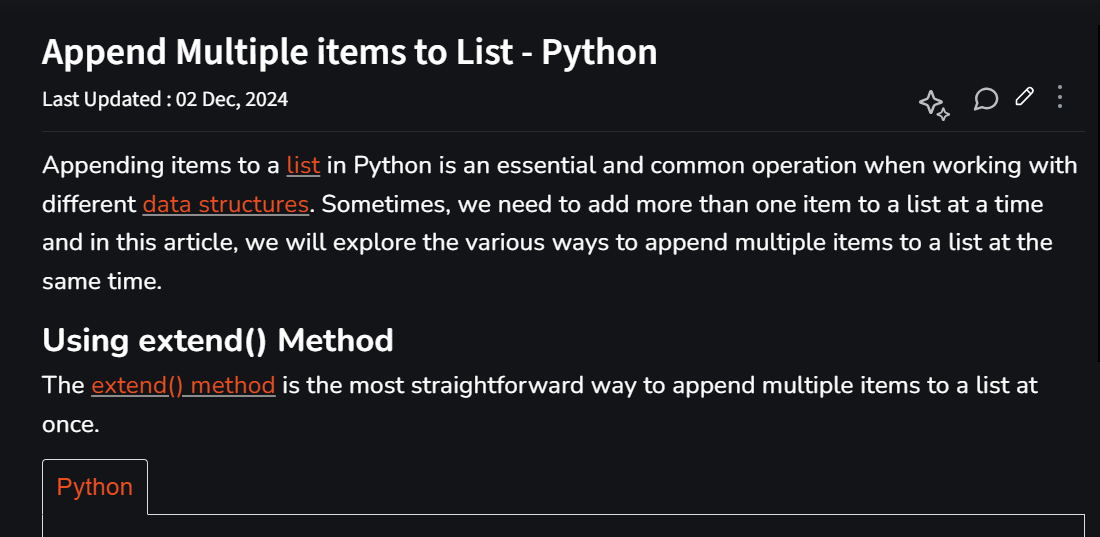 Append Multiple items to List - Python
Last Updated : 02 Dec, 2024
Appending items to a list in Python is an essential and common operation when working with
different data structures. Sometimes, we need to add more than one item to a list at a time
and in this article, we will explore the various ways to append multiple items to a list at the
same time.
Using extend() Method
The extend() method is the most straightforward way to append multiple items to a list at
once.
Python